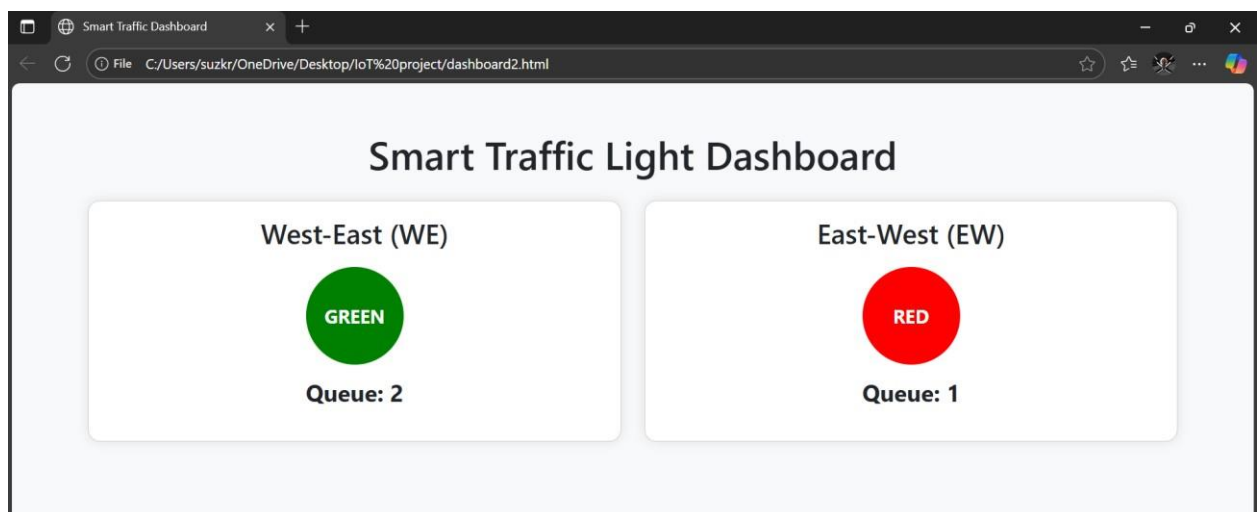 Smart Traffic Dashboard
File C:/Users/suzkr/OneDrive/Desktop/IoT%20project/dashboard2.html
Smart Traffic Light Dashboard
West-East (WE)
GREEN
Queue: 2
East-West (EW)
RED
Queue: 1